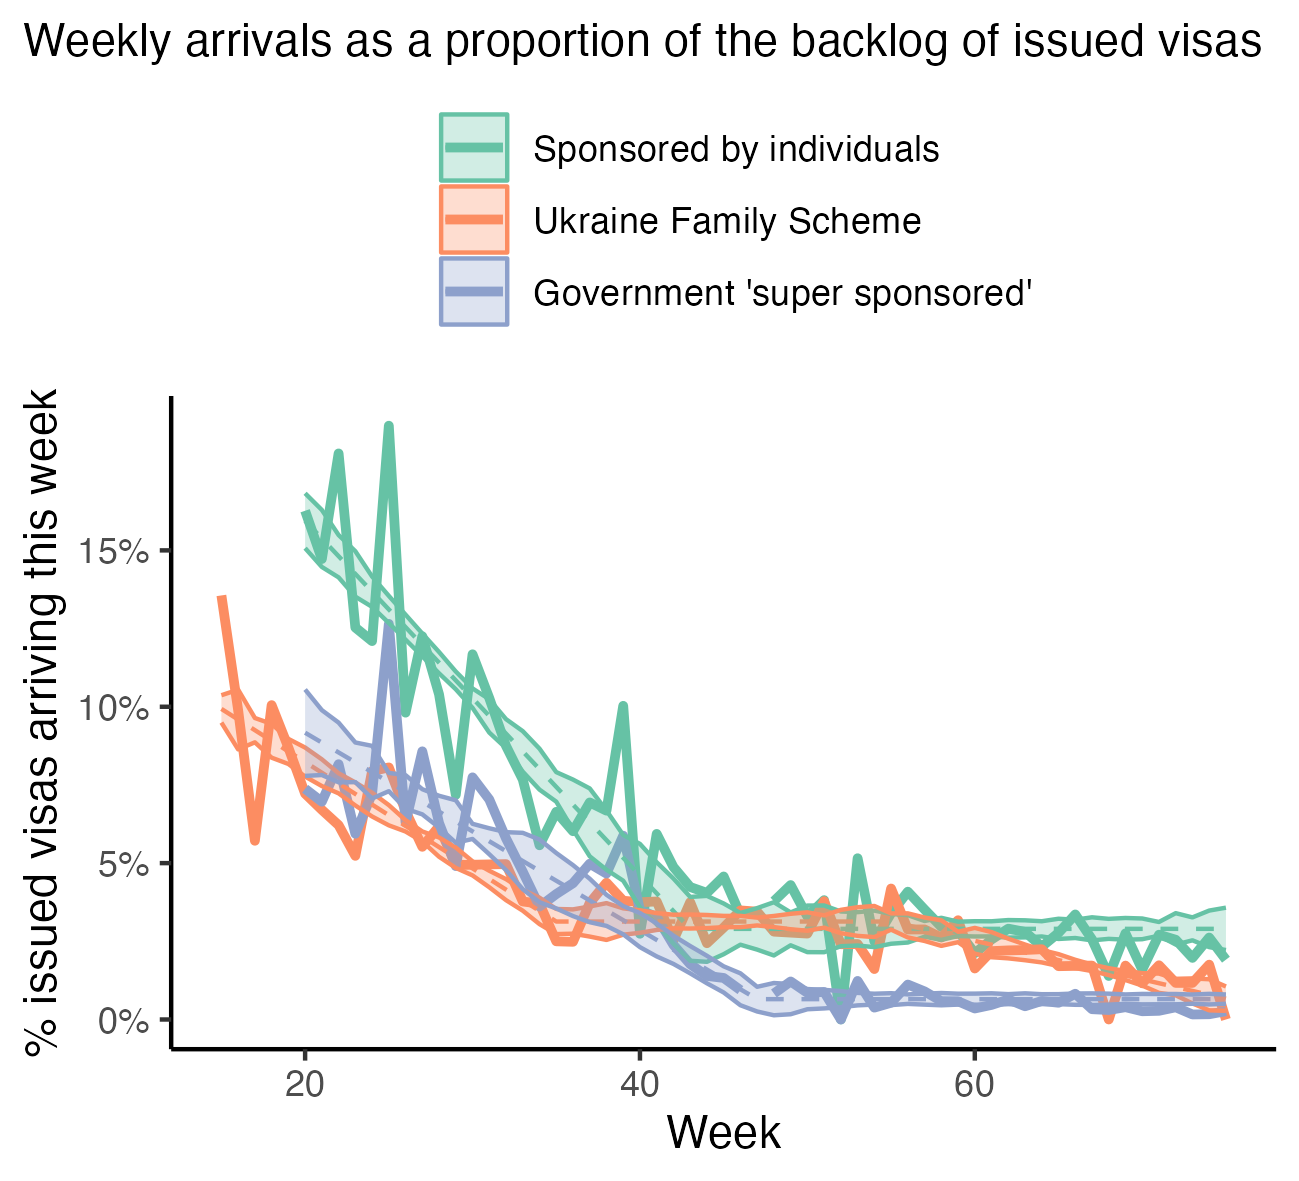 Weekly arrivals as a proportion of the backlog of issued visas
Sponsored by individuals
Ukraine Family Scheme
Government 'super sponsored'
% issued visas arriving this week
15%
10%
5%
0%
20 40 60
Week